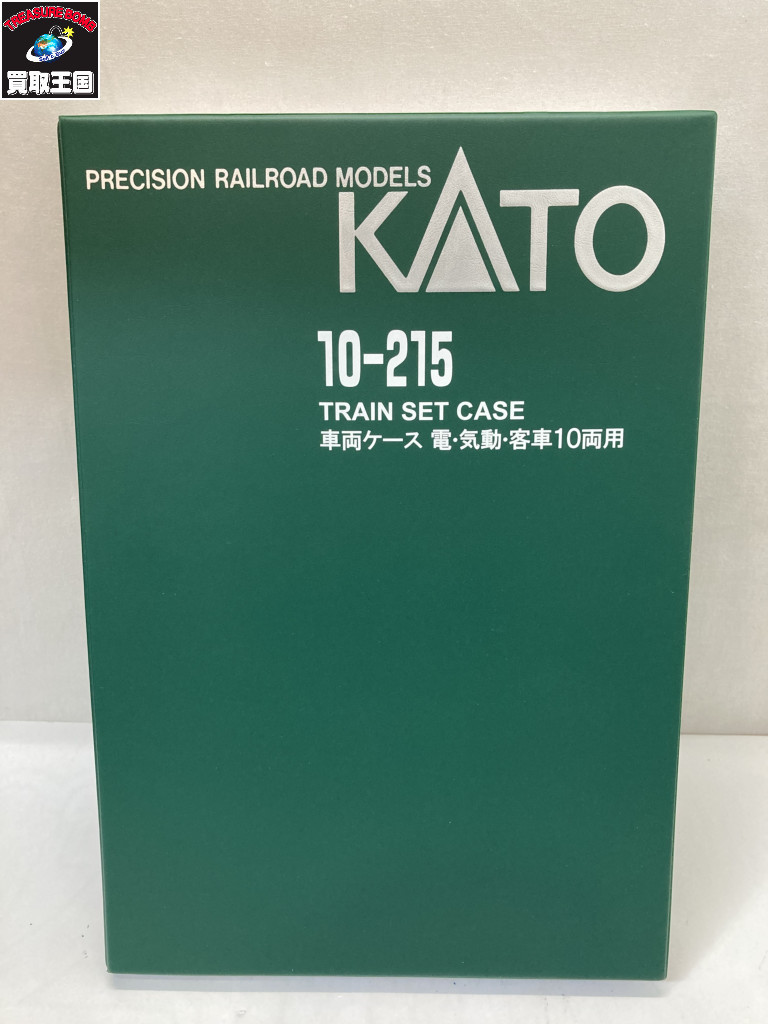 TREASURE BOMB
買取王国
PRECISION RAILROAD MODELS
KATO
10-215
TRAIN SET CASE
車両ケース 電・気動・客車10両用